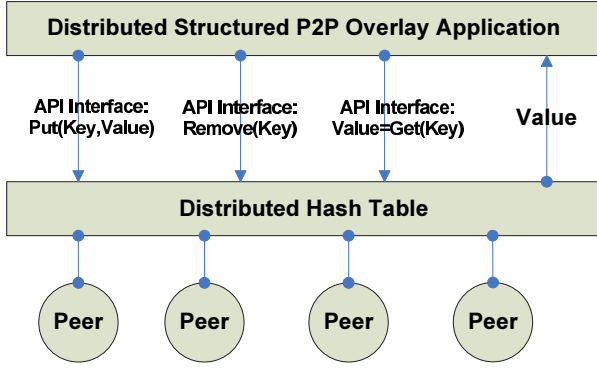 Distributed Structured P2P Overlay Application
API Interface:
Put(Key,Value)
API Interface:
Remove(Key)
API Interface:
Value=Get(Key)
Value
Distributed Hash Table
Peer
Peer
Peer
Peer